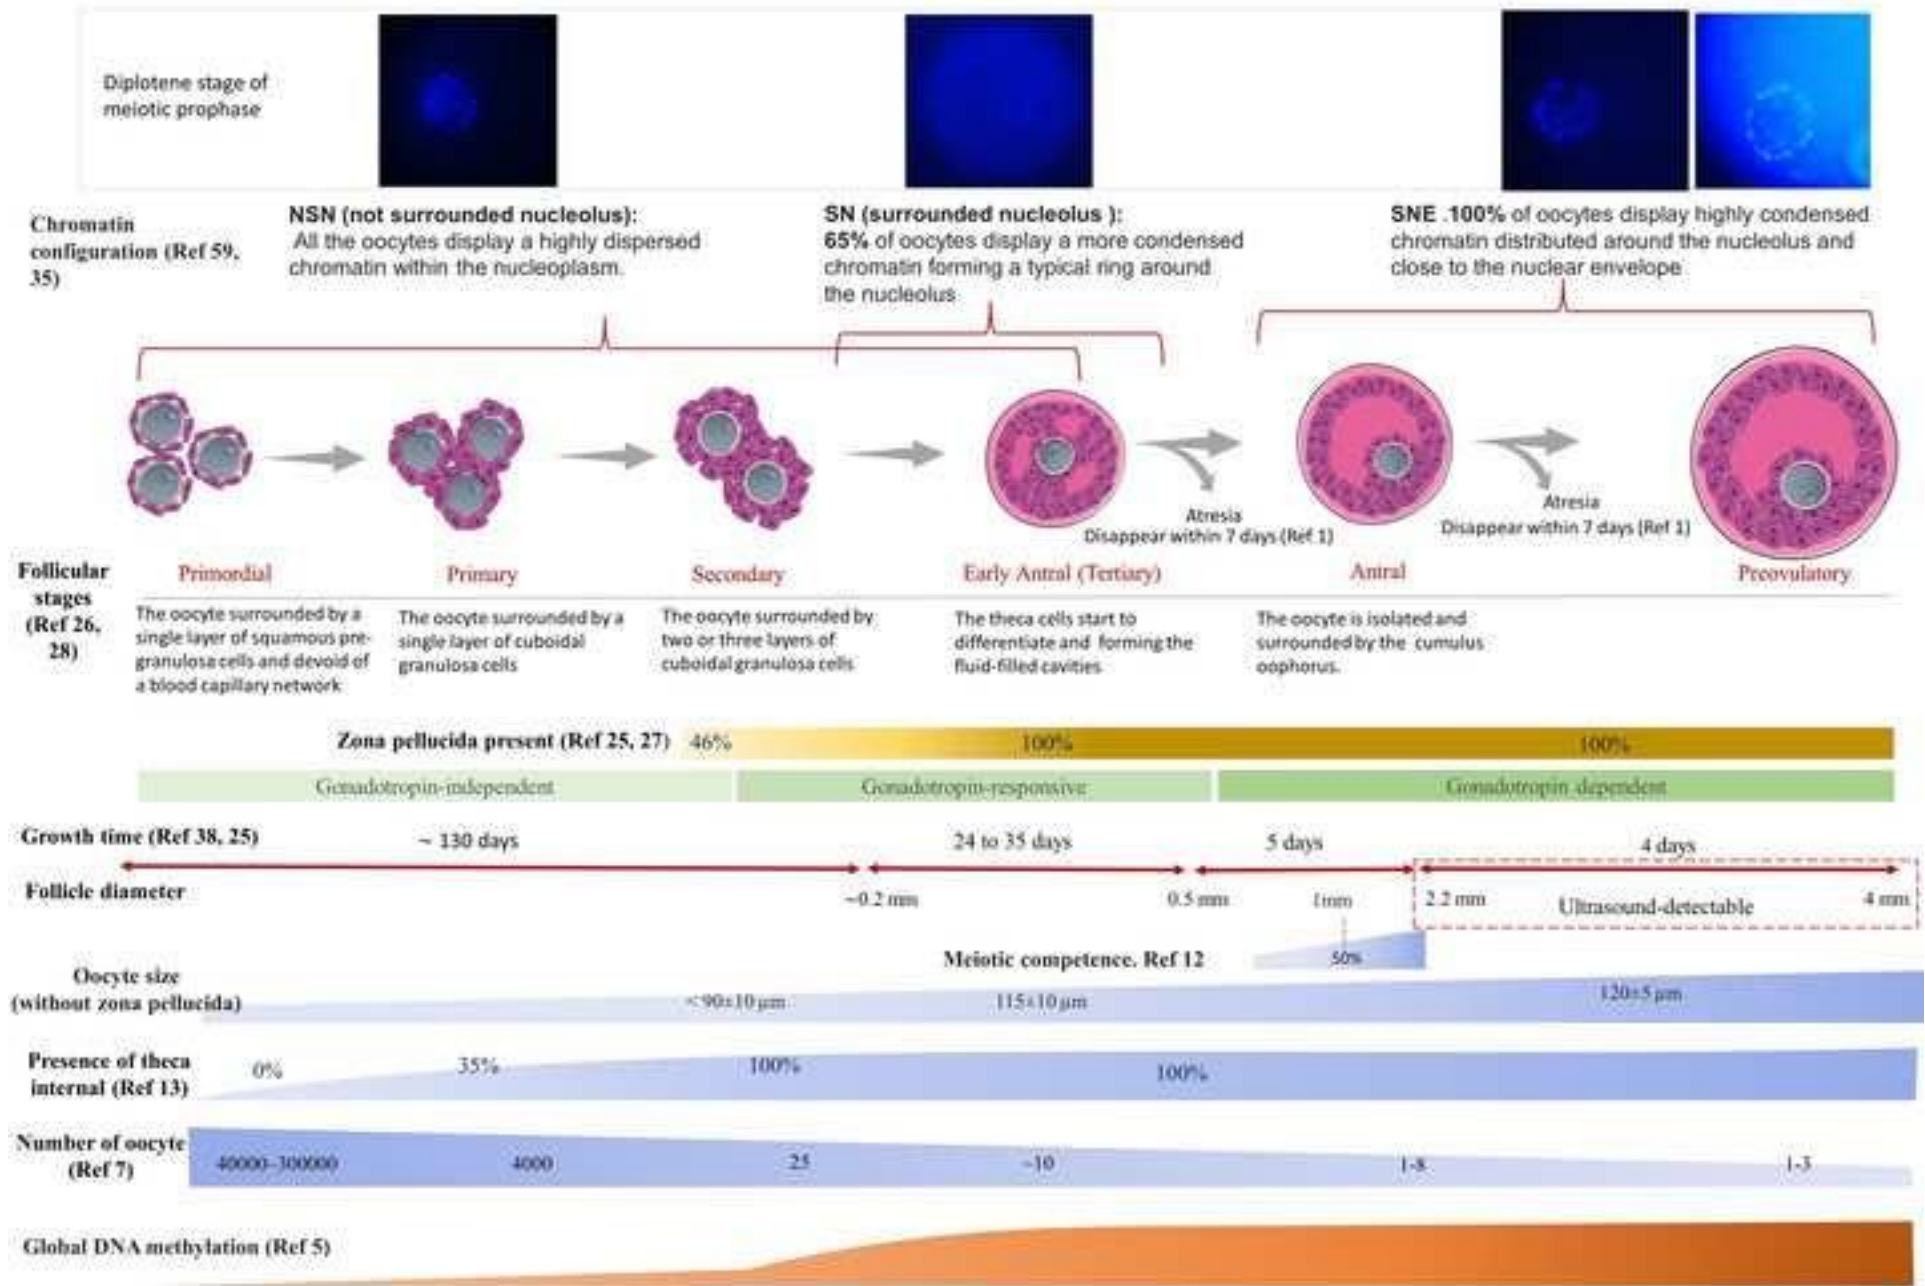 Diplotene stage of
meiotic prophase
Chromatin
configuration (Ref 59,
35)
NSN (not surrounded nucleolus):
All the oocytes display a highly dispersed
chromatin within the nucleoplasm.
SN (surrounded nucleolus ):
65% of oocytes display a more condensed
chromatin forming a typical ring around
the nucleolus
SNE .100% of oocytes display highly condensed
chromatin distributed around the nucleolus and
close to the nuclear envelope
Atresia
Disappear within 7 days (Ref 1)
Atresia
Disappear within 7 days (Ref 1)
Follicular
stages
(Ref 26,
28)
Primordial
Primary
Secondary
Early Antral (Tertiary)
Antral
Preovulatory
The oocyte surrounded by a
single layer of squamous pre-
granulosa cells and devoid of
a blood capillary network
The oocyte surrounded by a
single layer of cuboidal
granulosa cells
The oocyte surrounded by
two or three layers of
cuboidal granulosa cells
The theca cells start to
differentiate and forming the
fluid-filled cavities
The oocyte is isolated and
surrounded by the cumulus
oophorus.
Zona pellucida present (Ref 25, 27) 46% 100% 100%
Gonadotropin-independent Gonadotropin-responsive Gonadotropin dependent
Growth time (Ref 38, 25) ~ 130 days 24 to 35 days 5 days 4 days
Follicle diameter ~0.2 mm 0.5 mm 1mm 2.2 mm Ultrasound-detectable 4 mm
Meiotic competence. Ref 12 50%
Oocyte size
(without zona pellucida) <90±10 µm 115±10 µm 120±5 µm
Presence of theca
internal (Ref 13) 0% 35% 100% 100%
Number of oocyte
(Ref 7) 40000–300000 4000 25 ~10 1-8 1-3
Global DNA methylation (Ref 5)